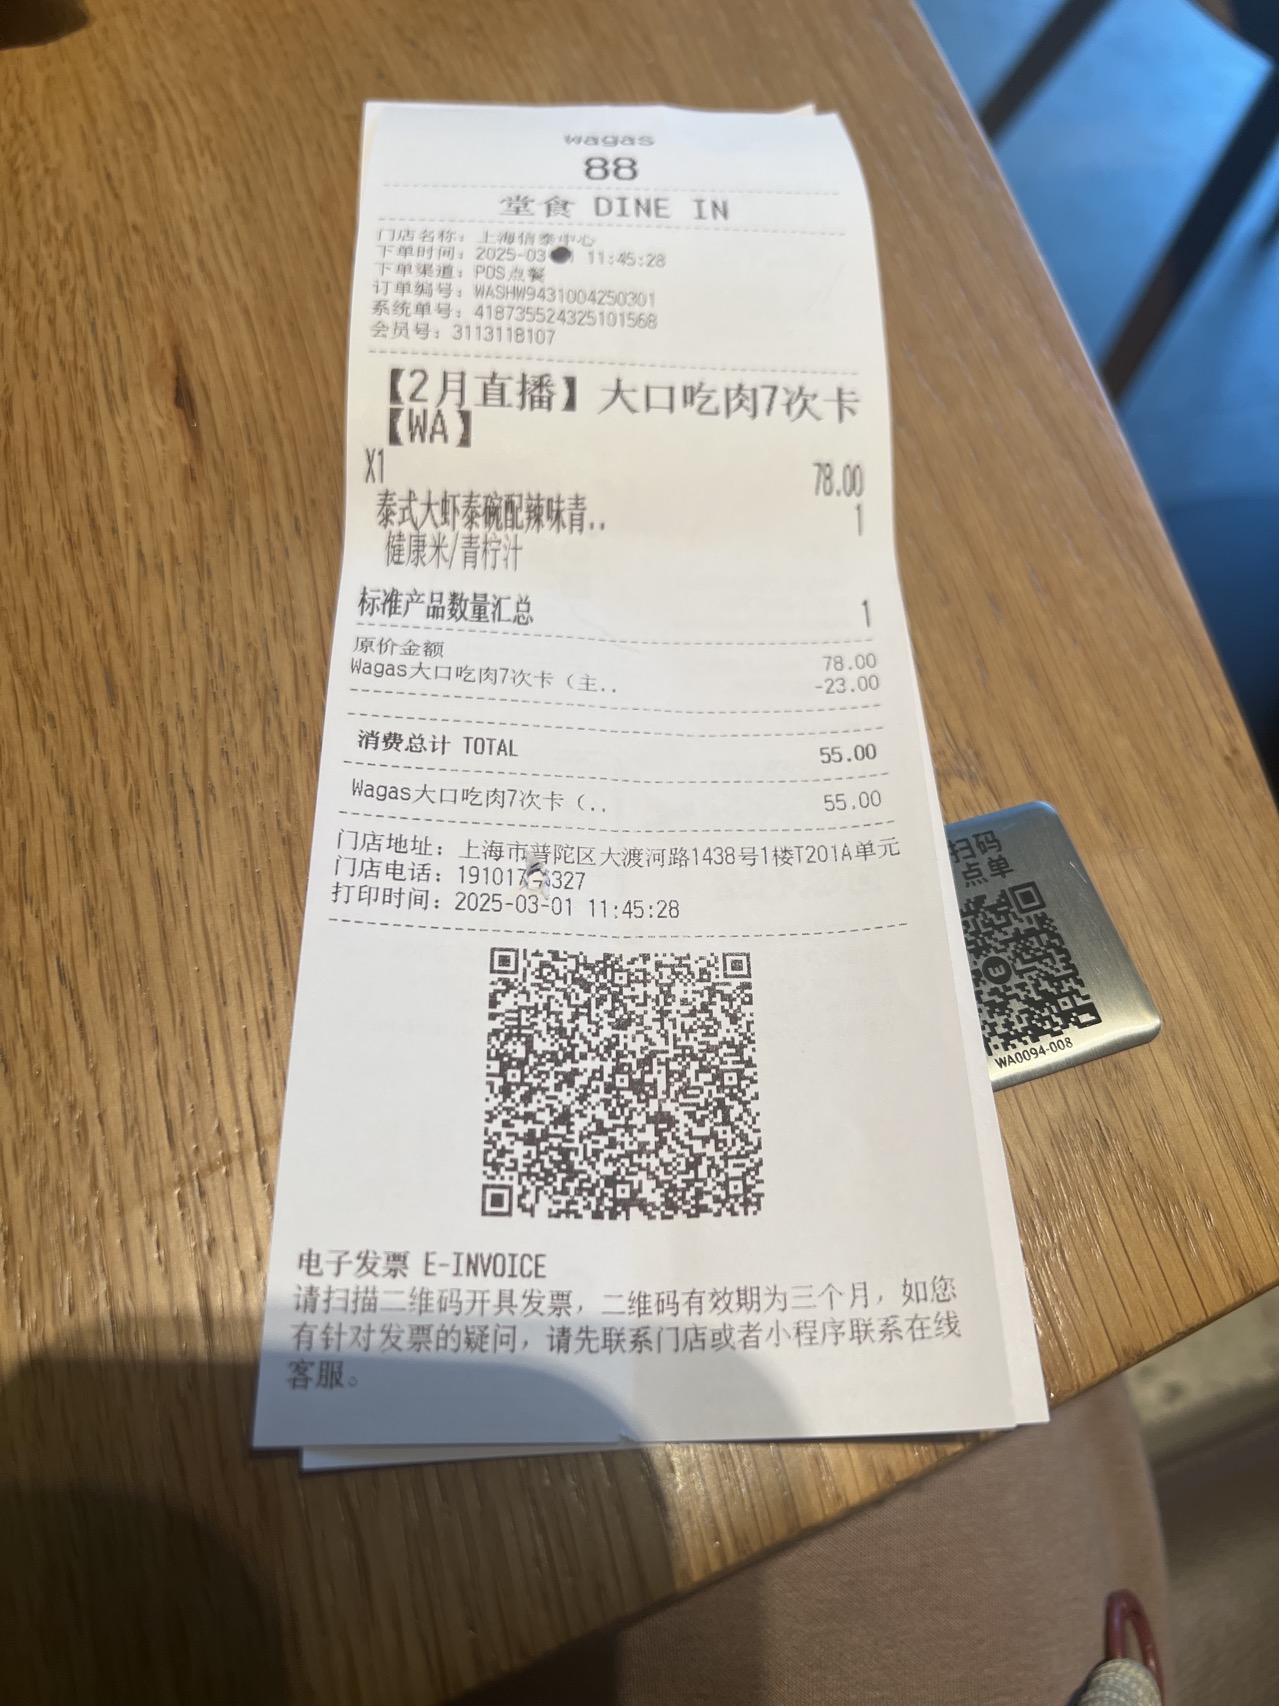 wagas
88
堂食 DINE IN
门店名称：上海信泰中心
下单时间：2025-03 11:45:28
下单渠道：POS点餐
订单编号：WASHW9431004250301
系统单号：418735524325101568
会员号：3113118107
【2月直播】大口吃肉7次卡
【WA】
X1 78.00
泰式大虾泰碗配辣味青.. 1
健康米/青柠汁
标准产品数量汇总 1
原价金额 78.00
Wagas大口吃肉7次卡（主.. -23.00
消费总计 TOTAL 55.00
Wagas大口吃肉7次卡（.. 55.00
门店地址：上海市普陀区大渡河路1438号1楼T201A单元
门店电话：191017 327
打印时间：2025-03-01 11:45:28
电子发票 E-INVOICE
请扫描二维码开具发票，二维码有效期为三个月，如您
有针对发票的疑问，请先联系门店或者小程序联系在线
客服。
扫码
点单
WA0094-008